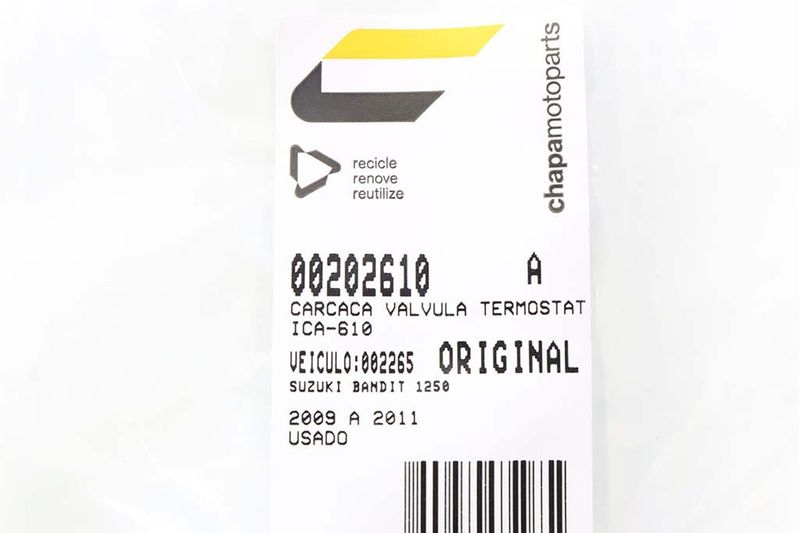 chapamotoparts
recicle
renove
reutilize
00202610 A
CARCACA VALVULA TERMOSTAT
ICA-610
VEICULO:002265 ORIGINAL
SUZUKI BANDIT 1250
2009 A 2011
USADO